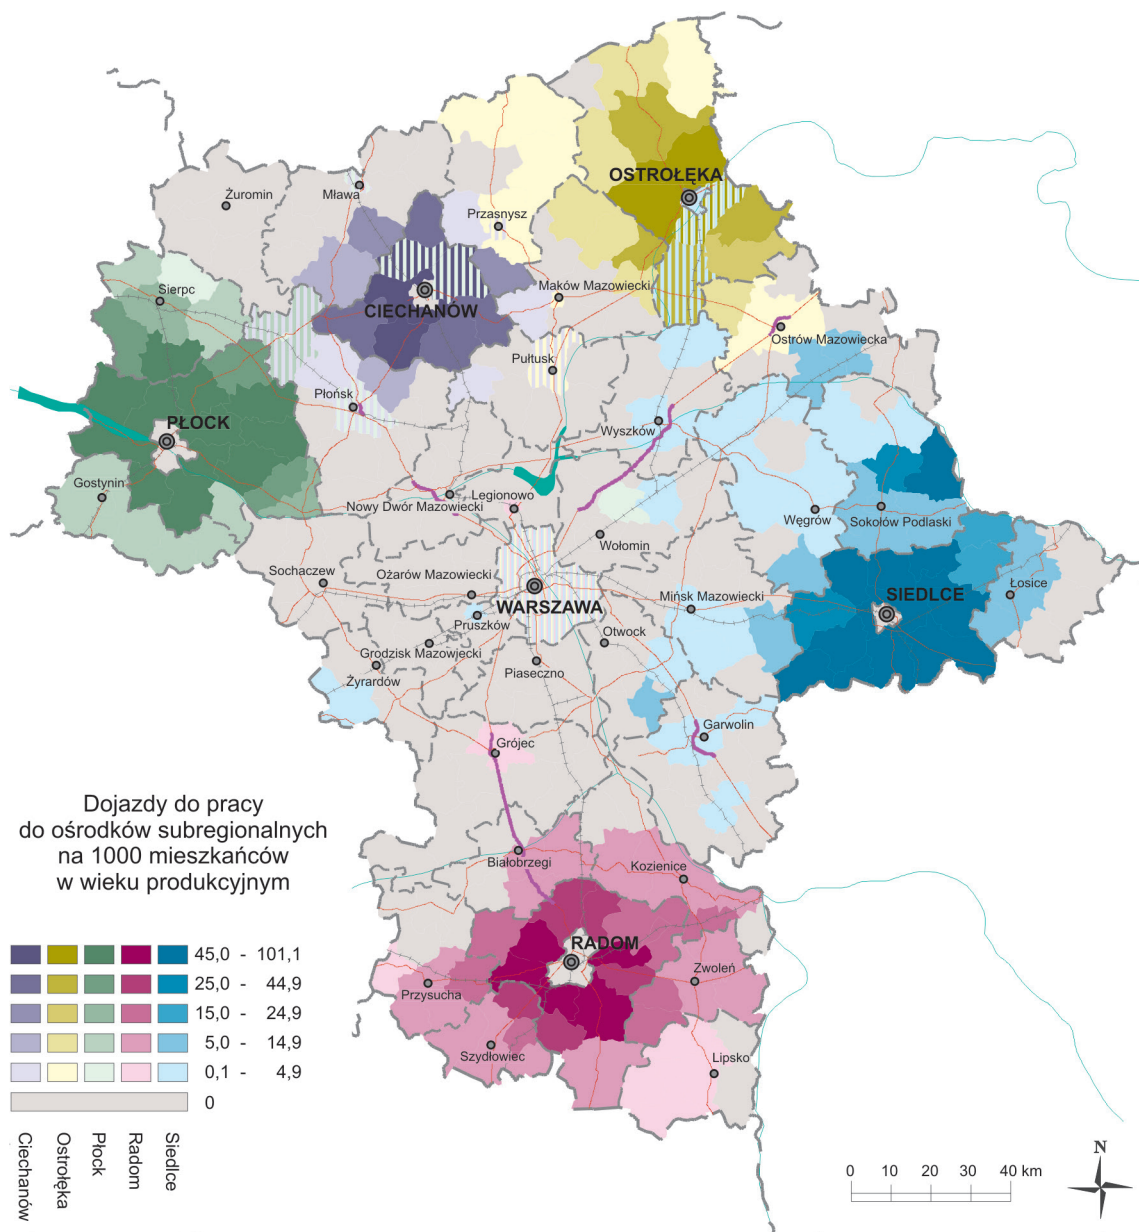 OSTROŁĘKA
Żuromin
Mława
Przasnysz
Sierpc
CIECHANÓW
Maków Mazowiecki
Ostrów Mazowiecka
Pułtusk
Płońsk
PŁOCK
Wyszków
Gostynin
Nowy Dwór Mazowiecki
Legionowo
Węgrów
Sokołów Podlaski
Wołomin
Sochaczew
Ożarów Mazowiecki
WARSZAWA
Mińsk Mazowiecki
SIEDLCE
Łosice
Pruszków
Otwock
Grodzisk Mazowiecki
Żyrardów
Piaseczno
Garwolin
Grójec
Białobrzegi
Kozienice
RADOM
Przysucha
Zwoleń
Szydłowiec
Lipsko
Dojazdy do pracy
do ośrodków subregionalnych
na 1000 mieszkańców
w wieku produkcyjnym
45,0 - 101,1
25,0 - 44,9
15,0 - 24,9
5,0 - 14,9
0,1 - 4,9
0
Ciechanów
Ostrołęka
Płock
Radom
Siedlce
0 10 20 30 40 km
N